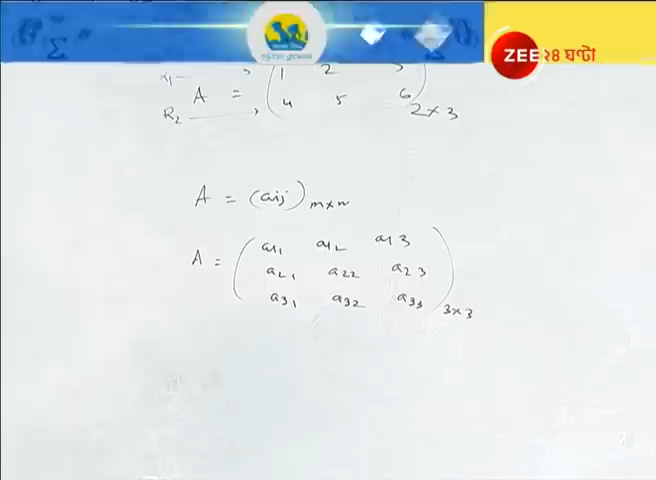 ZEE ২৪ ঘণ্টা
1 2 3
A =
R2 4 5 6 2×3
A = (aij) m×n
A = ( a11 a12 a13
a21 a22 a23
a31 a32 a33 ) 3×3